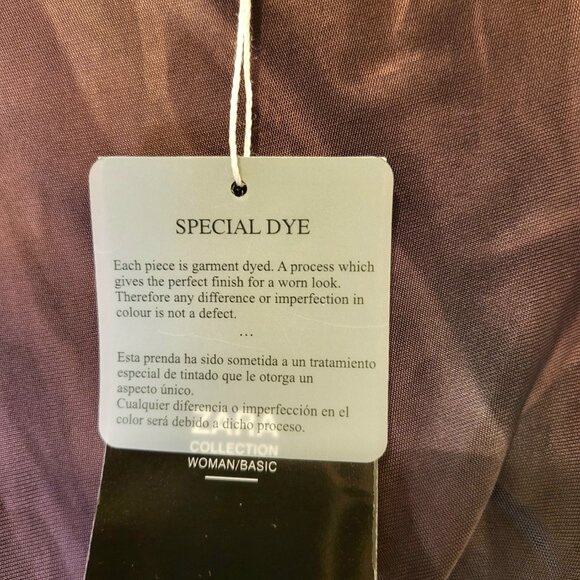 SPECIAL DYE
Each piece is garment dyed. A process which
gives the perfect finish for a worn look.
Therefore any difference or imperfection in
colour is not a defect.
...
Esta prenda ha sido sometida a un tratamiento
especial de tintado que le otorga un
aspecto único.
Cualquier diferencia o imperfección en el
color será debido a dicho proceso.
ZARA
COLLECTION
WOMAN/BASIC